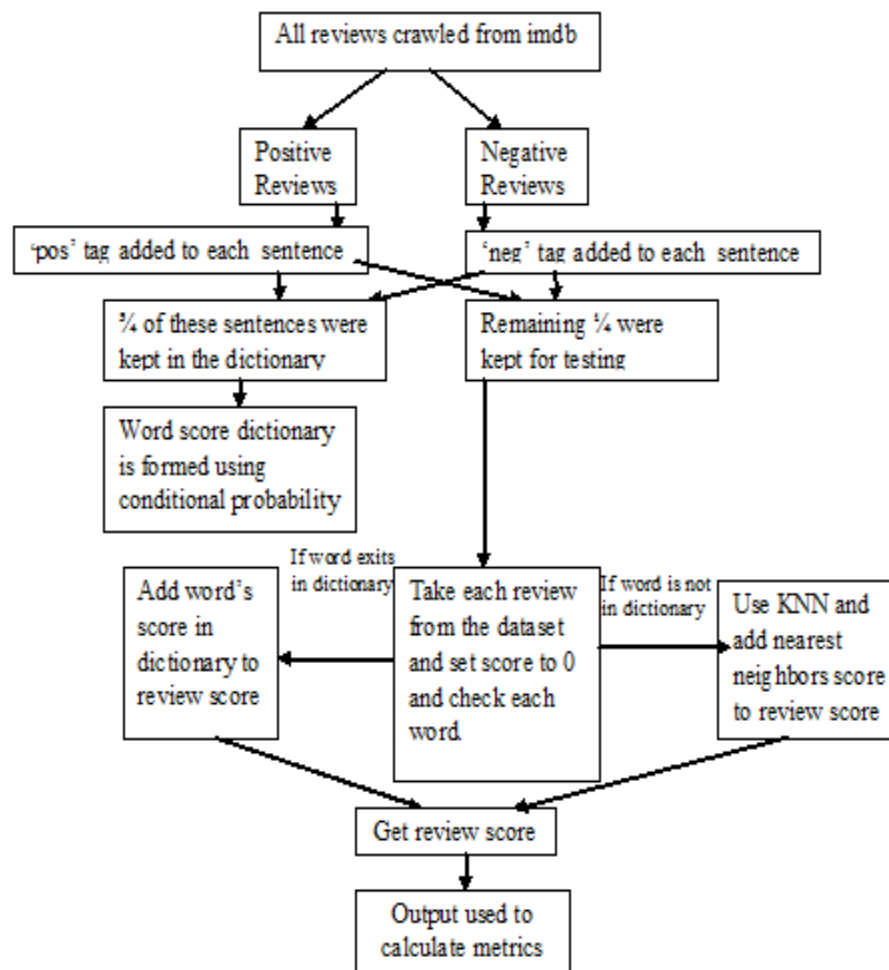 All reviews crawled from imdb
Positive
Reviews
Negative
Reviews
'pos' tag added to each sentence
'neg' tag added to each sentence
¾ of these sentences were
kept in the dictionary
Remaining ¼ were
kept for testing
Word score dictionary
is formed using
conditional probability
If word exits
in dictionary
Add word's
score in
dictionary to
review score
Take each review
from the dataset
and set score to 0
and check each
word
If word is not
in dictionary
Use KNN and
add nearest
neighbors score
to review score
Get review score
Output used to
calculate metrics